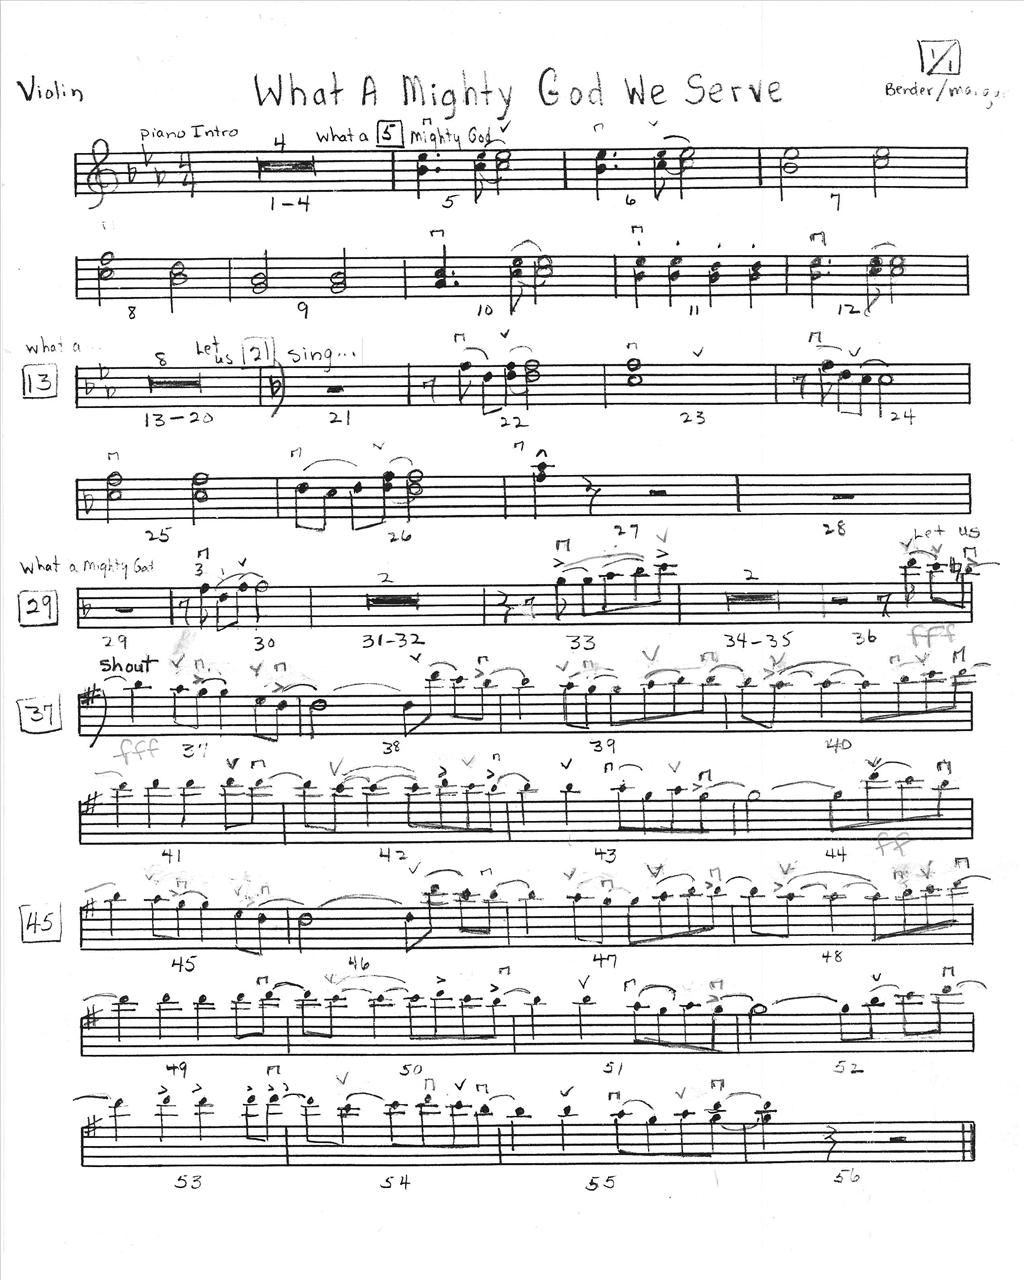 1/1
Violin What A Mighty God We Serve
Bender/
piano Intro 4 What a 5 mighty God
1-4 5 6 7
8 9 10 11 12
what a...
13 8 Let us 21 Sing...
13-20 21 22 23 24
25 26 27 28
Let us
What a Mighty God 3
29 2 2
29 30 31-32 33 34-35 36 fff
Shout
37
fff 37 38 39 40
41 42 43 44 ff
45
45 46 47 48
49 50 51 52
53 54 55 56